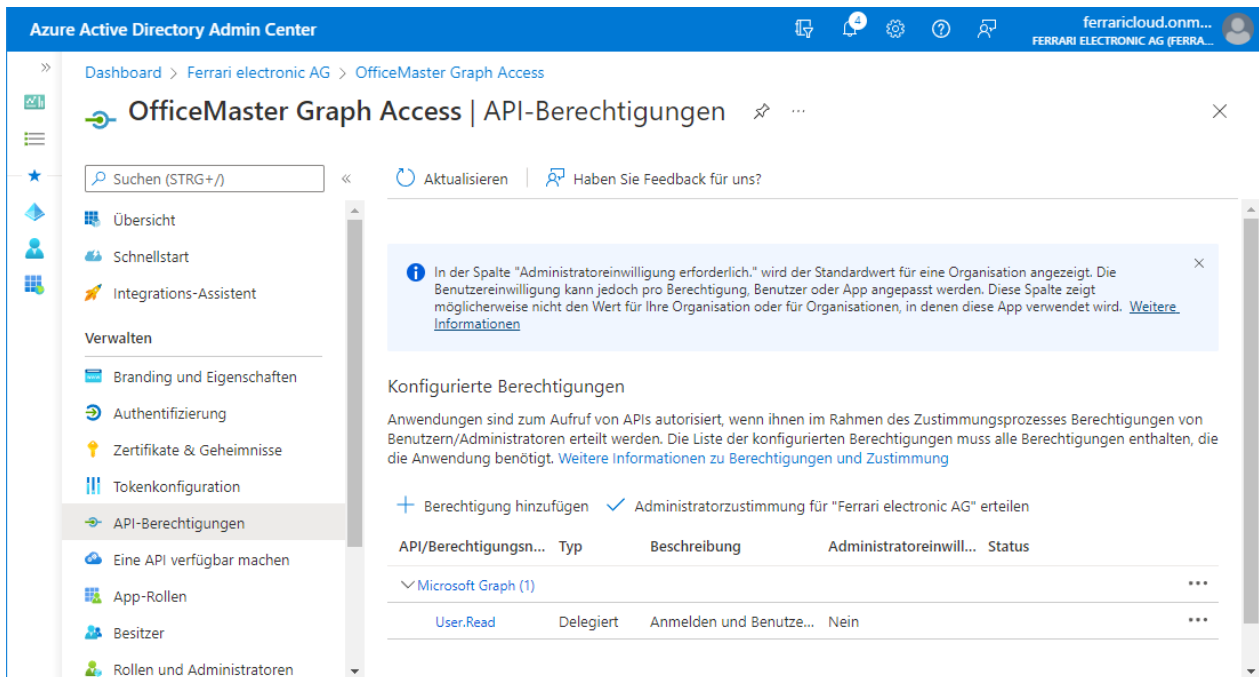 Azure Active Directory Admin Center
4
ferraricloud.onm...
FERRARI ELECTRONIC AG (FERRA...
Dashboard > Ferrari electronic AG > OfficeMaster Graph Access
OfficeMaster Graph Access | API-Berechtigungen
Suchen (STRG+/)
Übersicht
Schnellstart
Integrations-Assistent
Verwalten
Branding und Eigenschaften
Authentifizierung
Zertifikate & Geheimnisse
Tokenkonfiguration
API-Berechtigungen
Eine API verfügbar machen
App-Rollen
Besitzer
Rollen und Administratoren
Aktualisieren
Haben Sie Feedback für uns?
In der Spalte "Administratoreinwilligung erforderlich." wird der Standardwert für eine Organisation angezeigt. Die
Benutzereinwilligung kann jedoch pro Berechtigung, Benutzer oder App angepasst werden. Diese Spalte zeigt
möglicherweise nicht den Wert für Ihre Organisation oder für Organisationen, in denen diese App verwendet wird. Weitere
Informationen
Konfigurierte Berechtigungen
Anwendungen sind zum Aufruf von APIs autorisiert, wenn ihnen im Rahmen des Zustimmungsprozesses Berechtigungen von
Benutzern/Administratoren erteilt werden. Die Liste der konfigurierten Berechtigungen muss alle Berechtigungen enthalten, die
die Anwendung benötigt. Weitere Informationen zu Berechtigungen und Zustimmung
Berechtigung hinzufügen Administratorzustimmung für "Ferrari electronic AG" erteilen
API/Berechtigungsn... Typ Beschreibung Administratoreinwill... Status
Microsoft Graph (1)
User.Read Delegiert Anmelden und Benutze... Nein